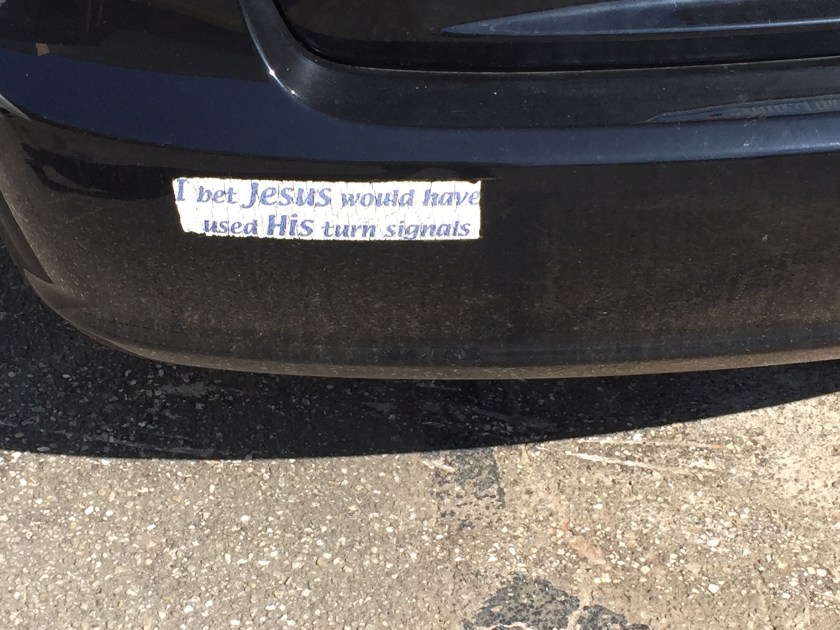 I bet Jesus would have
used His turn signals